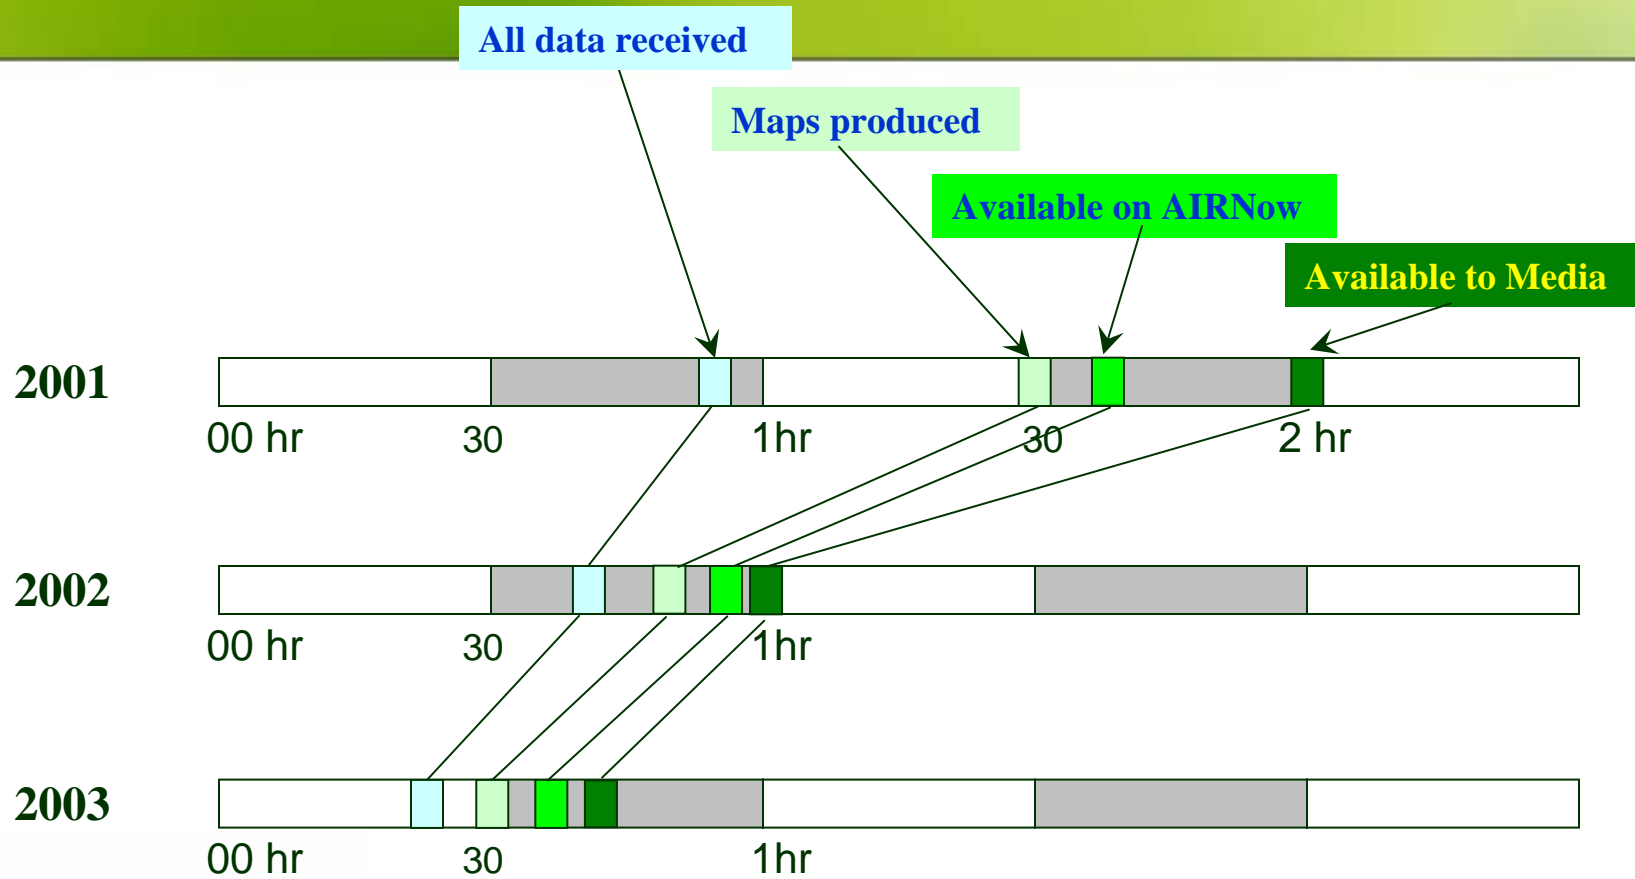 All data received
Maps produced
Available on AIRNow
Available to Media
2001
00 hr 30 1hr 30 2 hr
2002
00 hr 30 1hr
2003
00 hr 30 1hr